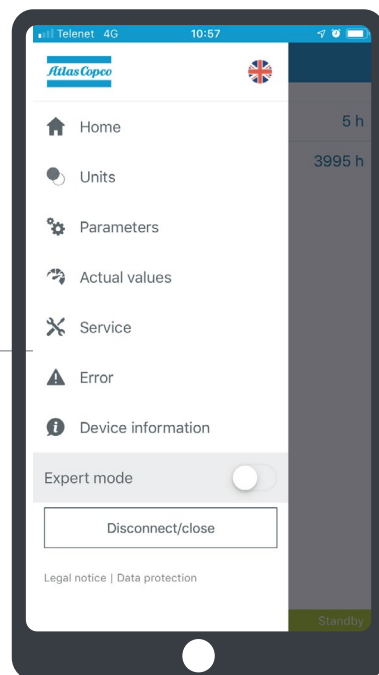 Telenet 4G 10:57
Atlas Copco
Home
5 h
Units
3995 h
Parameters
Actual values
Service
Error
Device information
Expert mode
Disconnect/close
Legal notice | Data protection
Standby